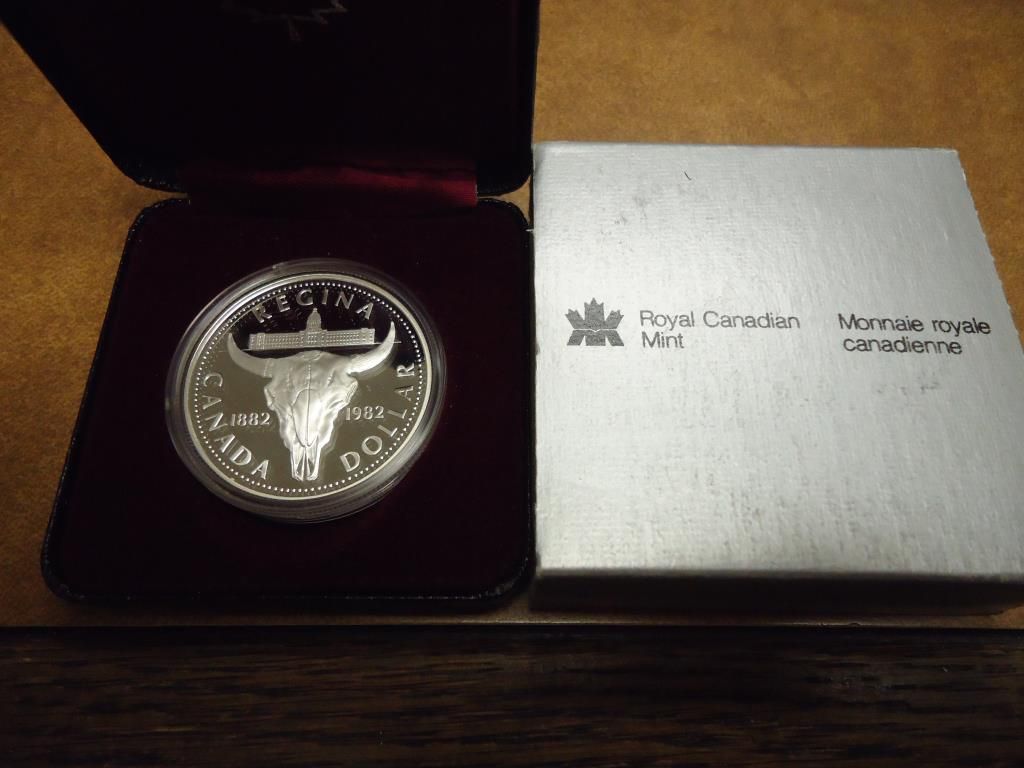 REGINA
CANADA
1882
1982
DOLLAR
Royal Canadian
Mint
Monnaie royale
canadienne